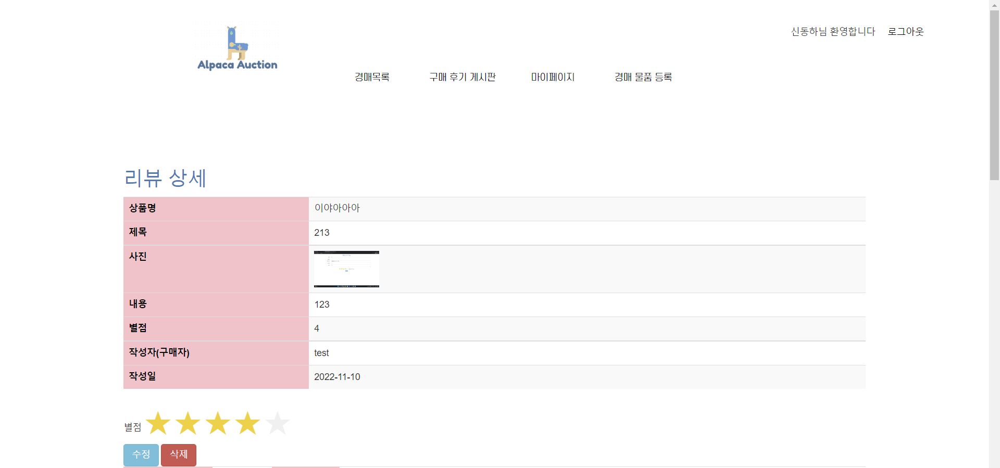 신동하님 환영합니다 로그아웃
Alpaca Auction
경매목록 구매 후기 게시판 마이페이지 경매 물품 등록
리뷰 상세
상품명 이야아아아
제목 213
사진
내용 123
별점 4
작성자(구매자) test
작성일 2022-11-10
별점
수정 삭제